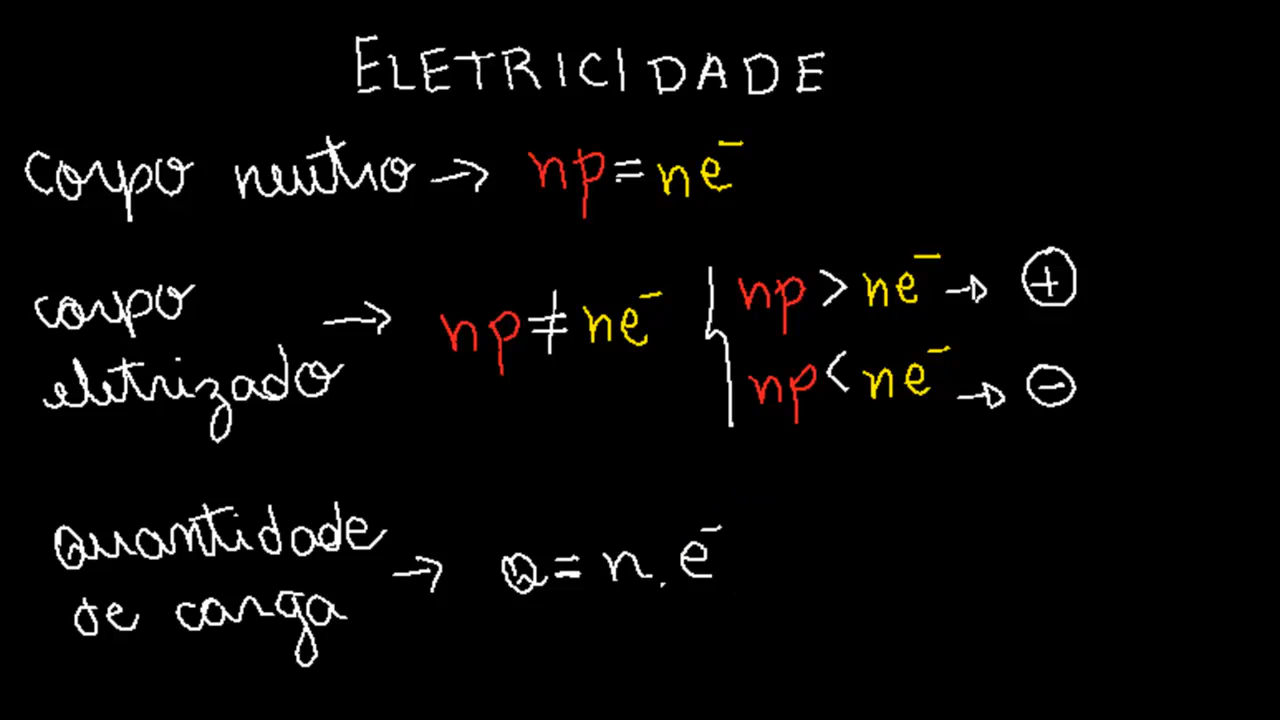 ELETRICIDADE
corpo neutro → np = ne⁻
corpo eletrizado → np ≠ ne⁻ { np > ne⁻ → ⊕
np < ne⁻ → ⊖
Quantidade de carga → Q = n . e⁻